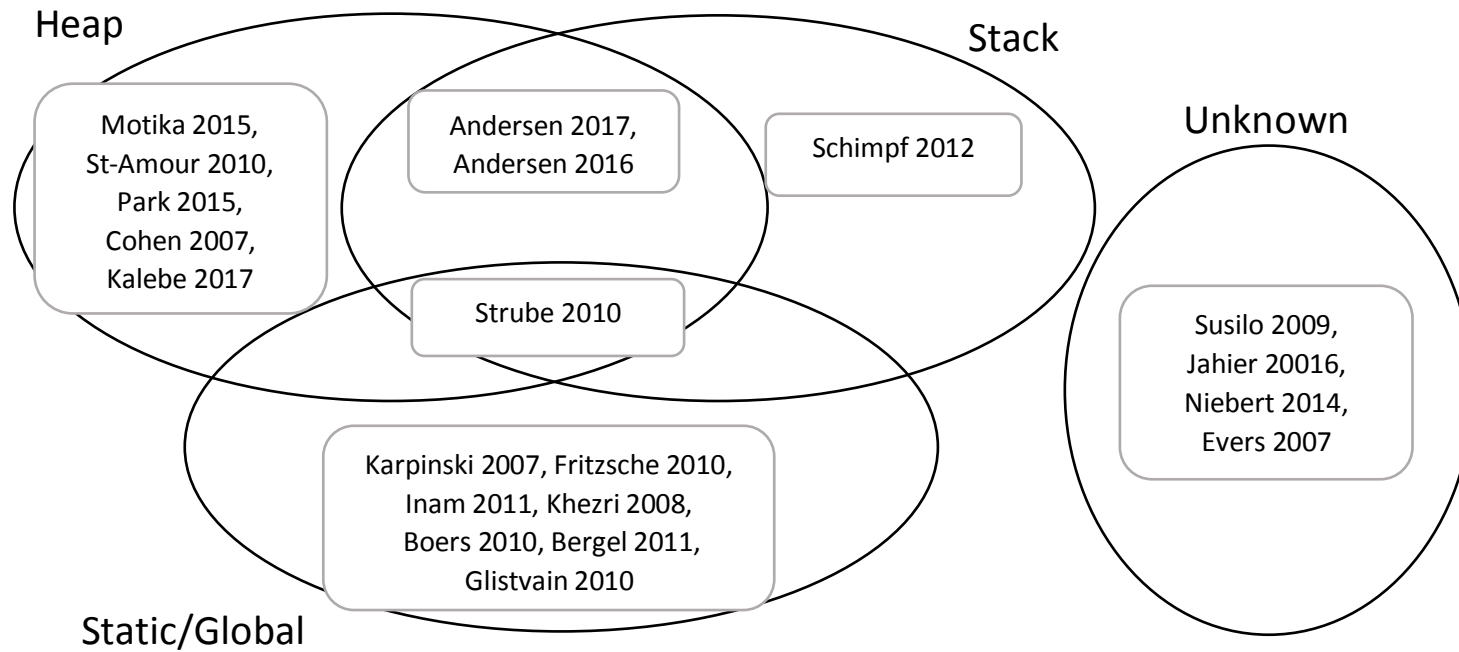 Heap
Stack
Unknown
Motika 2015,
St-Amour 2010,
Park 2015,
Cohen 2007,
Kalebe 2017
Andersen 2017,
Andersen 2016
Schimpf 2012
Strube 2010
Susilo 2009,
Jahier 20016,
Niebert 2014,
Evers 2007
Karpinski 2007, Fritzsche 2010,
Inam 2011, Khezri 2008,
Boers 2010, Bergel 2011,
Glistvain 2010
Static/Global